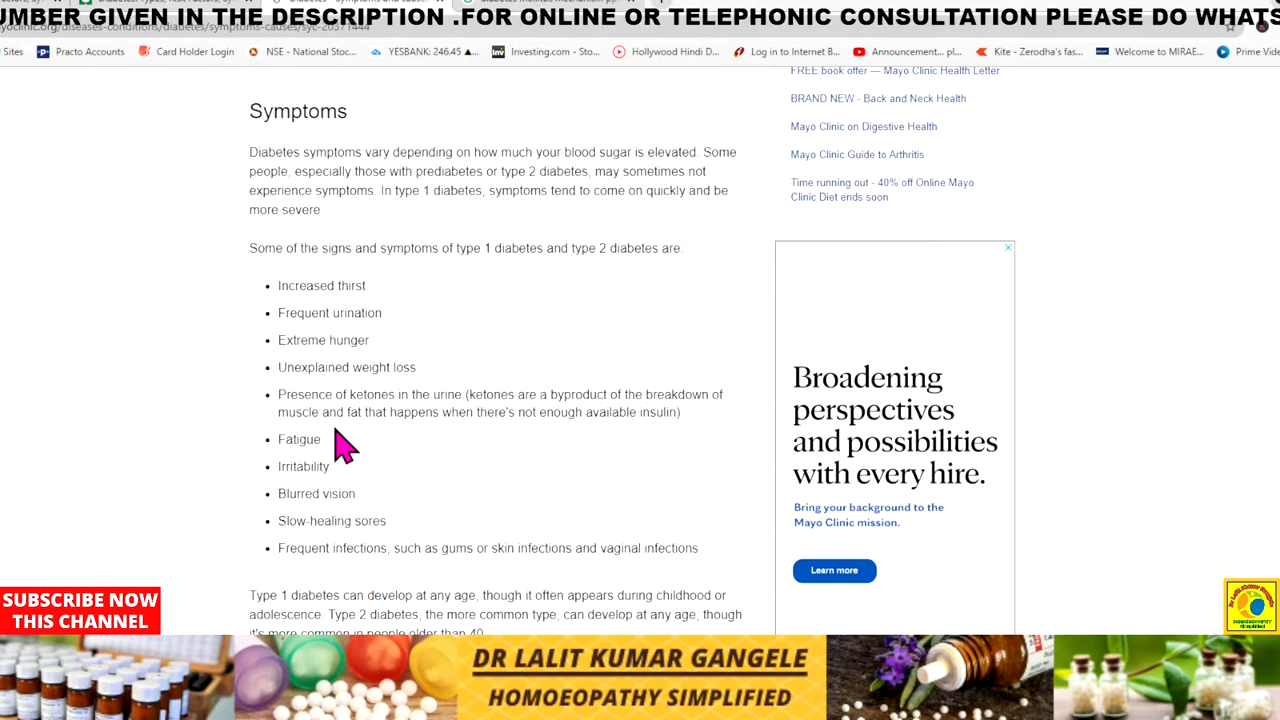 UMBER GIVEN IN THE DESCRIPTION. FOR ONLINE OR TELEPHONIC CONSULTATION PLEASE DO WHATS
Sites Practo Accounts Card Holder Login NSE - National Stoc... YESBANK: 246.45 ▲... Investing.com - Sto... Hollywood Hindi D... Log in to Internet B... Announcement... pl... Kite - Zerodha's fas... Welcome to MIRAE... Prime Vide
FREE book offer — Mayo Clinic Health Letter
BRAND NEW - Back and Neck Health
Mayo Clinic on Digestive Health
Mayo Clinic Guide to Arthritis
Time running out - 40% off Online Mayo
Clinic Diet ends soon
Symptoms
Diabetes symptoms vary depending on how much your blood sugar is elevated. Some
people, especially those with prediabetes or type 2 diabetes, may sometimes not
experience symptoms. In type 1 diabetes, symptoms tend to come on quickly and be
more severe
Some of the signs and symptoms of type 1 diabetes and type 2 diabetes are:
• Increased thirst
• Frequent urination
• Extreme hunger
• Unexplained weight loss
• Presence of ketones in the urine (ketones are a byproduct of the breakdown of
muscle and fat that happens when there's not enough available insulin)
• Fatigue
• Irritability
• Blurred vision
• Slow-healing sores
• Frequent infections, such as gums or skin infections and vaginal infections
Type 1 diabetes can develop at any age, though it often appears during childhood or
adolescence. Type 2 diabetes, the more common type, can develop at any age, though
it's more common in people older than 40
Broadening
perspectives
and possibilities
with every hire.
Bring your background to the
Mayo Clinic mission.
Learn more
SUBSCRIBE NOW
THIS CHANNEL
DR LALIT KUMAR GANGELE
HOMOEOPATHY SIMPLIFIED